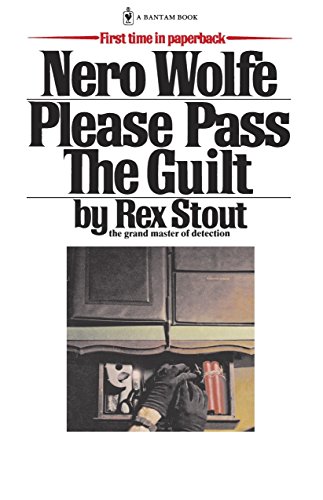 A BANTAM BOOK
First time in paperback
Nero Wolfe
Please Pass
The Guilt
by Rex Stout
the grand master of detection